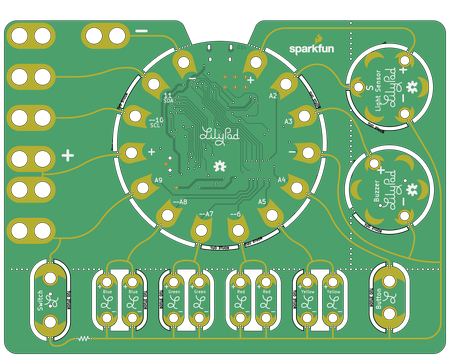 −
sparkfun
−
+
11
SDA
A2
--10
SCL
A3
LilyPad
+
+
−
A9
A4
--A8
A5
--A7
--6
S
Light Sensor
LilyPad
+
−
+
Buzzer
LilyPad
−
Switch
Blue
Blue
Green
Green
Red
Red
Yellow
Yellow
Button